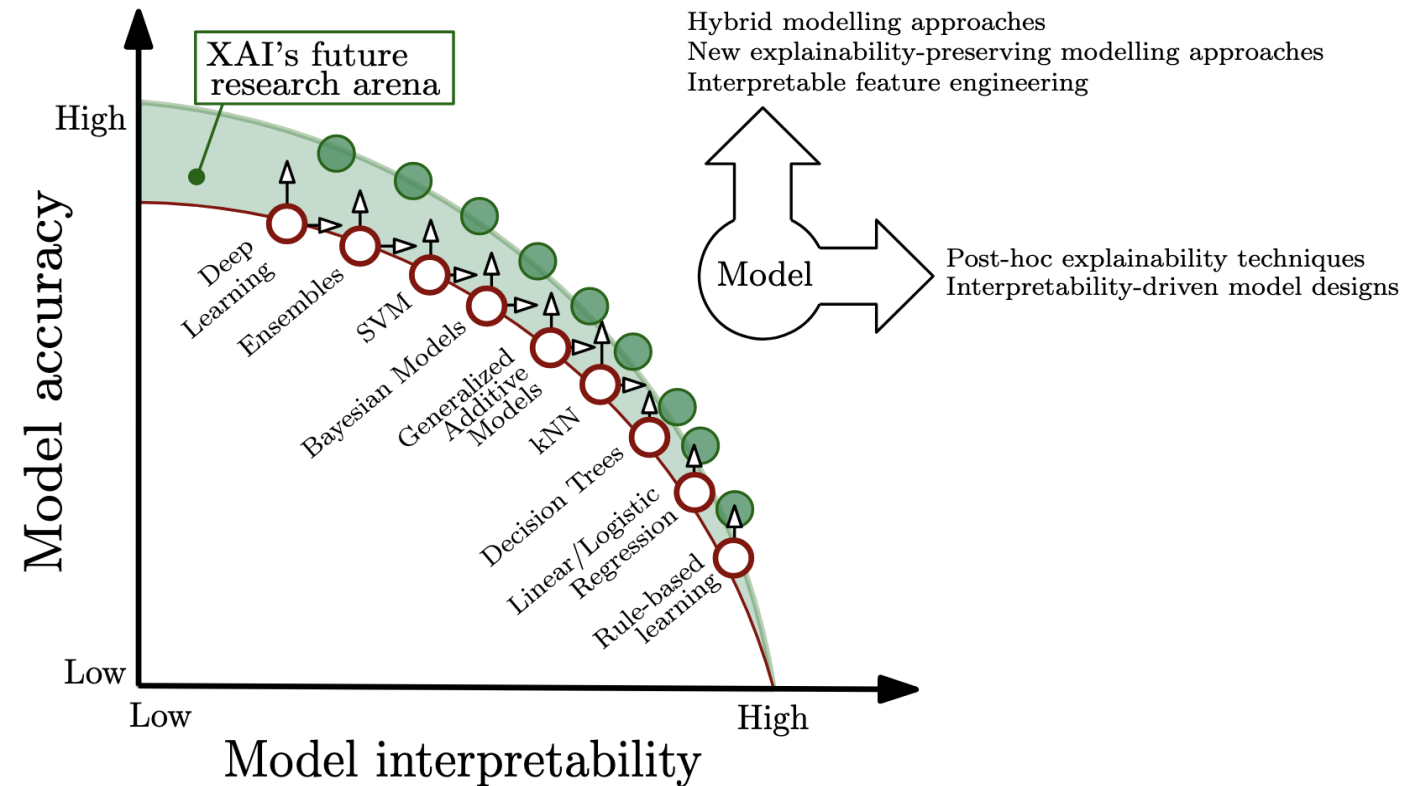 XAI's future
research arena
Hybrid modelling approaches
New explainability-preserving modelling approaches
Interpretable feature engineering
Model
Post-hoc explainability techniques
Interpretability-driven model designs
High
Model accuracy
Low
Deep
Learning
Ensembles
SVM
Bayesian Models
Generalized
Additive
Models
kNN
Decision Trees
Linear/Logistic
Regression
Rule-based
learning
Low
High
Model interpretability